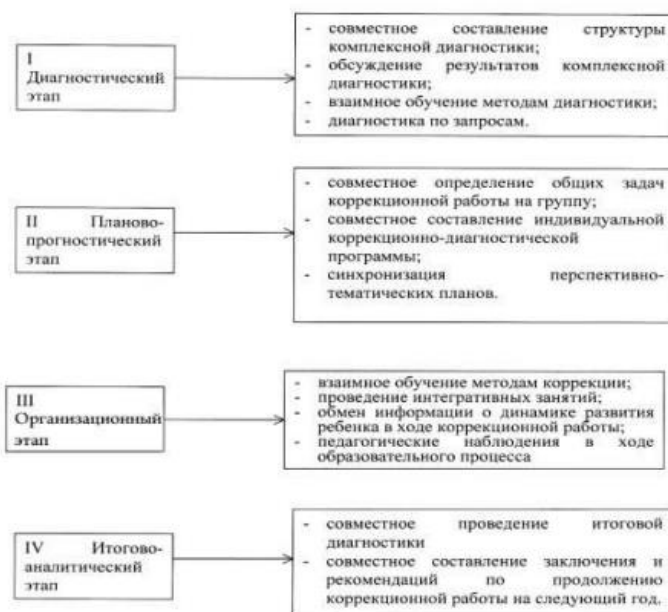 I
Диагностический
этап
- совместное составление структуры
комплексной диагностики;
- обсуждение результатов комплексной
диагностики;
- взаимное обучение методам диагностики;
- диагностика по запросам.
II Планово-
прогностический
этап
- совместное определение общих задач
коррекционной работы на группу;
- совместное составление индивидуальной
коррекционно-диагностической
программы;
- синхронизация перспективно-
тематических планов.
III
Организационный
этап
- взаимное обучение методам коррекции;
- проведение интегративных занятий;
- обмен информации о динамике развития
ребенка в ходе коррекционной работы;
- педагогические наблюдения в ходе
образовательного процесса
IV Итогово-
аналитический
этап
- совместное проведение итоговой
диагностики
- совместное составление заключения и
рекомендаций по продолжению
коррекционной работы на следующий год.